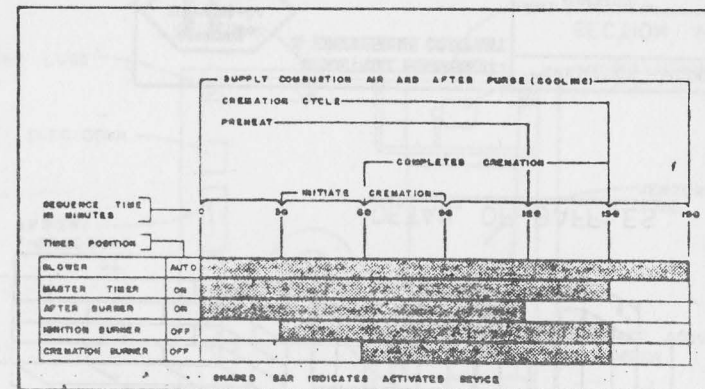 SUPPLY COMBUSTION AIR AND AFTER PURGE (COOLING)
CREMATION CYCLE
PREHEAT
COMPLETES CREMATION
INITIATE CREMATION
SEQUENCE TIME
IN MINUTES
0 30 60 90 120 150 180
TIMER POSITION
BLOWER AUTO
MASTER TIMER ON
AFTER BURNER ON
IGNITION BURNER OFF
CREMATION BURNER OFF
SHADED BAR INDICATES ACTIVATED DEVICE